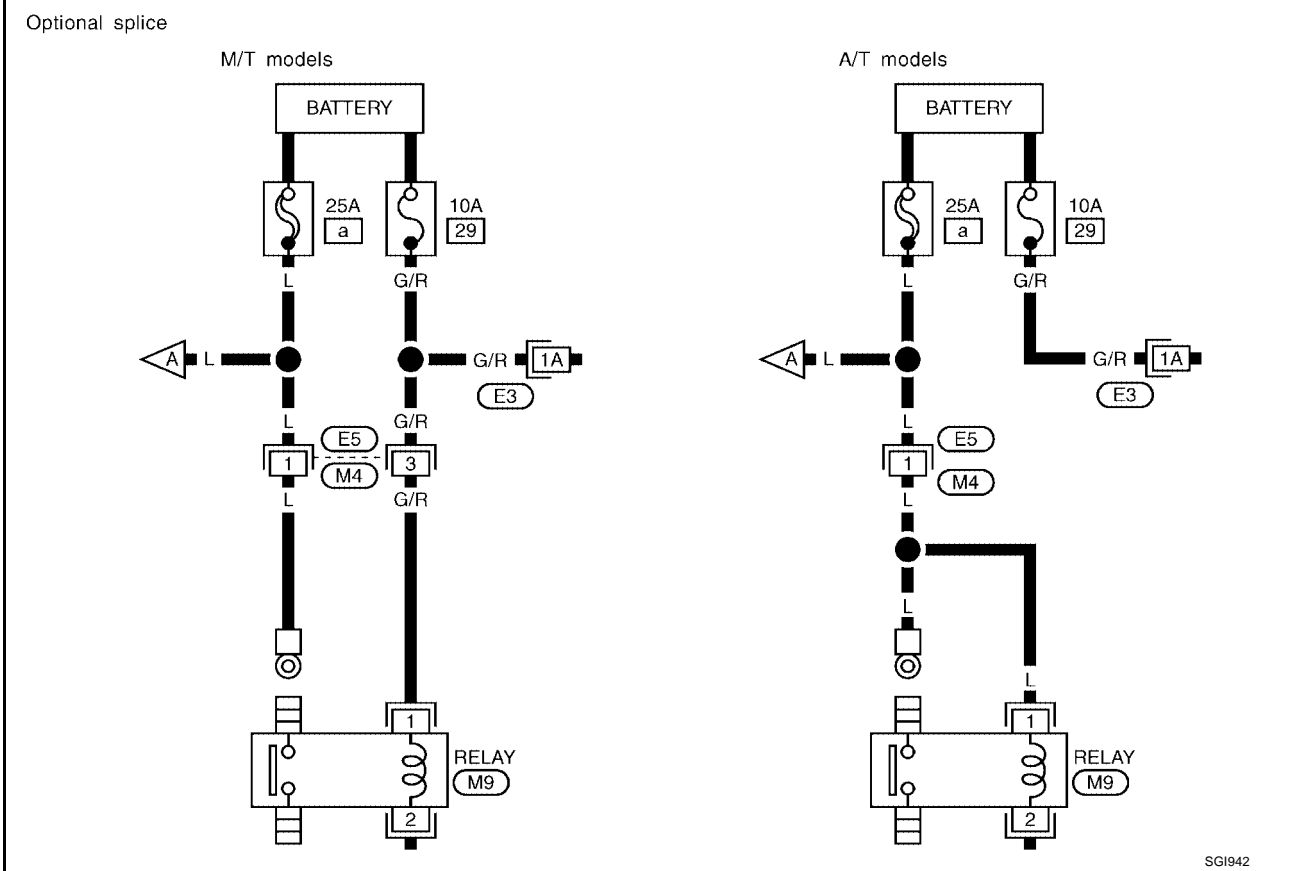 Optional splice
M/T models
BATTERY
25A
a
10A
29
L
G/R
A
L
G/R
1A
E3
L
G/R
E5
1
3
M4
L
G/R
1
RELAY
M9
2
A/T models
BATTERY
25A
a
10A
29
L
G/R
A
L
G/R
1A
E3
L
E5
1
M4
L
L
L
1
RELAY
M9
2
SGI942